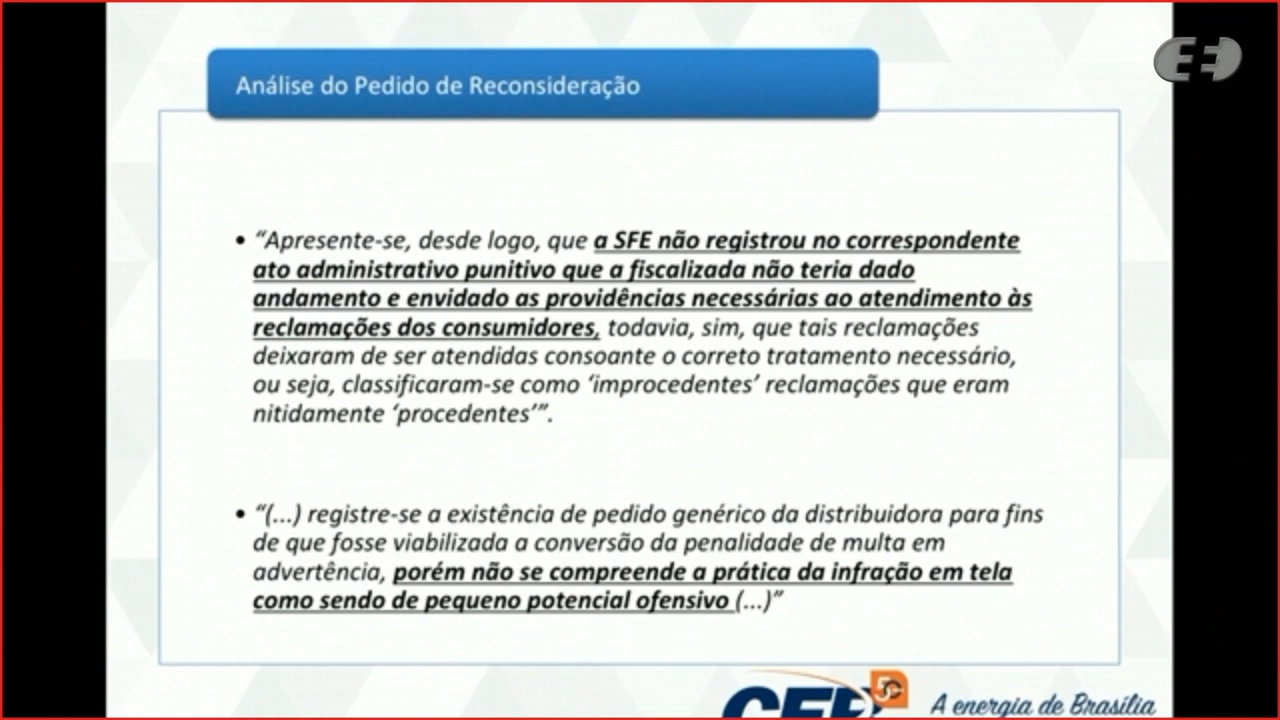 Análise do Pedido de Reconsideração
• “Apresente-se, desde logo, que a SFE não registrou no correspondente
ato administrativo punitivo que a fiscalizada não teria dado
andamento e envidado as providências necessárias ao atendimento às
reclamações dos consumidores, todavia, sim, que tais reclamações
deixaram de ser atendidas consoante o correto tratamento necessário,
ou seja, classificaram-se como ‘improcedentes’ reclamações que eram
nitidamente ‘procedentes’”.
• “(...) registre-se a existência de pedido genérico da distribuidora para fins
de que fosse viabilizada a conversão da penalidade de multa em
advertência, porém não se compreende a prática da infração em tela
como sendo de pequeno potencial ofensivo (...)”
CEB
A energia de Brasília